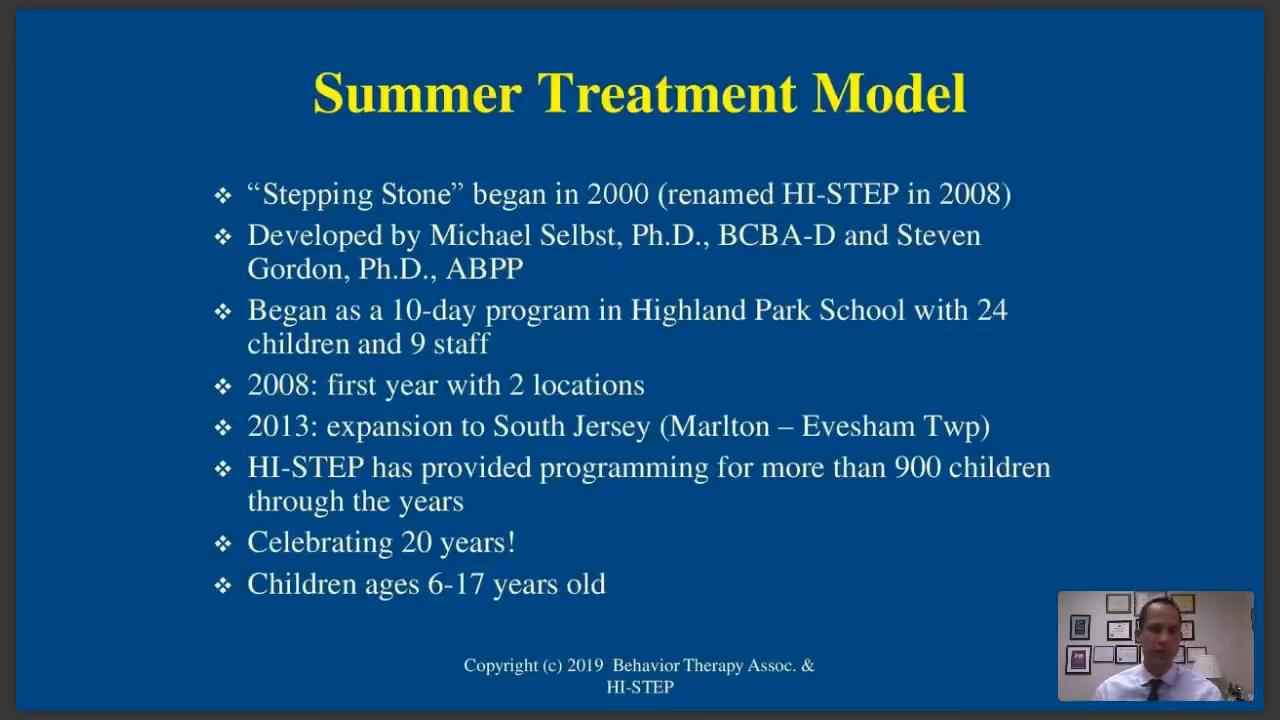 Summer Treatment Model
❖ “Stepping Stone” began in 2000 (renamed HI-STEP in 2008)
❖ Developed by Michael Selbst, Ph.D., BCBA-D and Steven
Gordon, Ph.D., ABPP
❖ Began as a 10-day program in Highland Park School with 24
children and 9 staff
❖ 2008: first year with 2 locations
❖ 2013: expansion to South Jersey (Marlton – Evesham Twp)
❖ HI-STEP has provided programming for more than 900 children
through the years
❖ Celebrating 20 years!
❖ Children ages 6-17 years old
Copyright (c) 2019 Behavior Therapy Assoc. &
HI-STEP